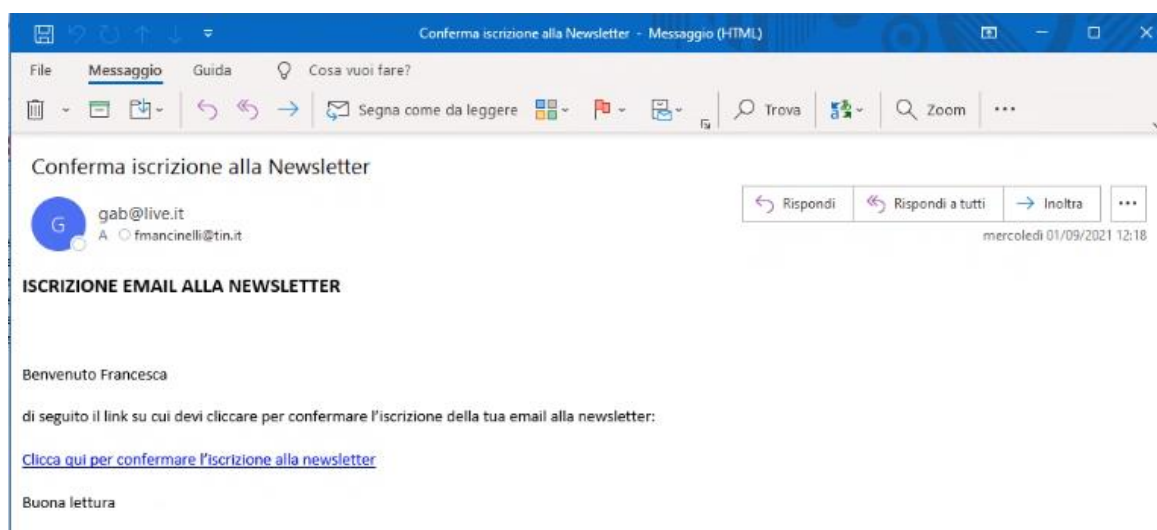 Conferma iscrizione alla Newsletter - Messaggio (HTML)
File Messaggio Guida Cosa vuoi fare?
Segna come da leggere Trova Zoom
Conferma iscrizione alla Newsletter
G
gab@live.it
A fmancinelli@tin.it
Rispondi Rispondi a tutti Inoltra
mercoledì 01/09/2021 12:18
ISCRIZIONE EMAIL ALLA NEWSLETTER
Benvenuto Francesca
di seguito il link su cui devi cliccare per confermare l'iscrizione della tua email alla newsletter:
Clicca qui per confermare l'iscrizione alla newsletter
Buona lettura